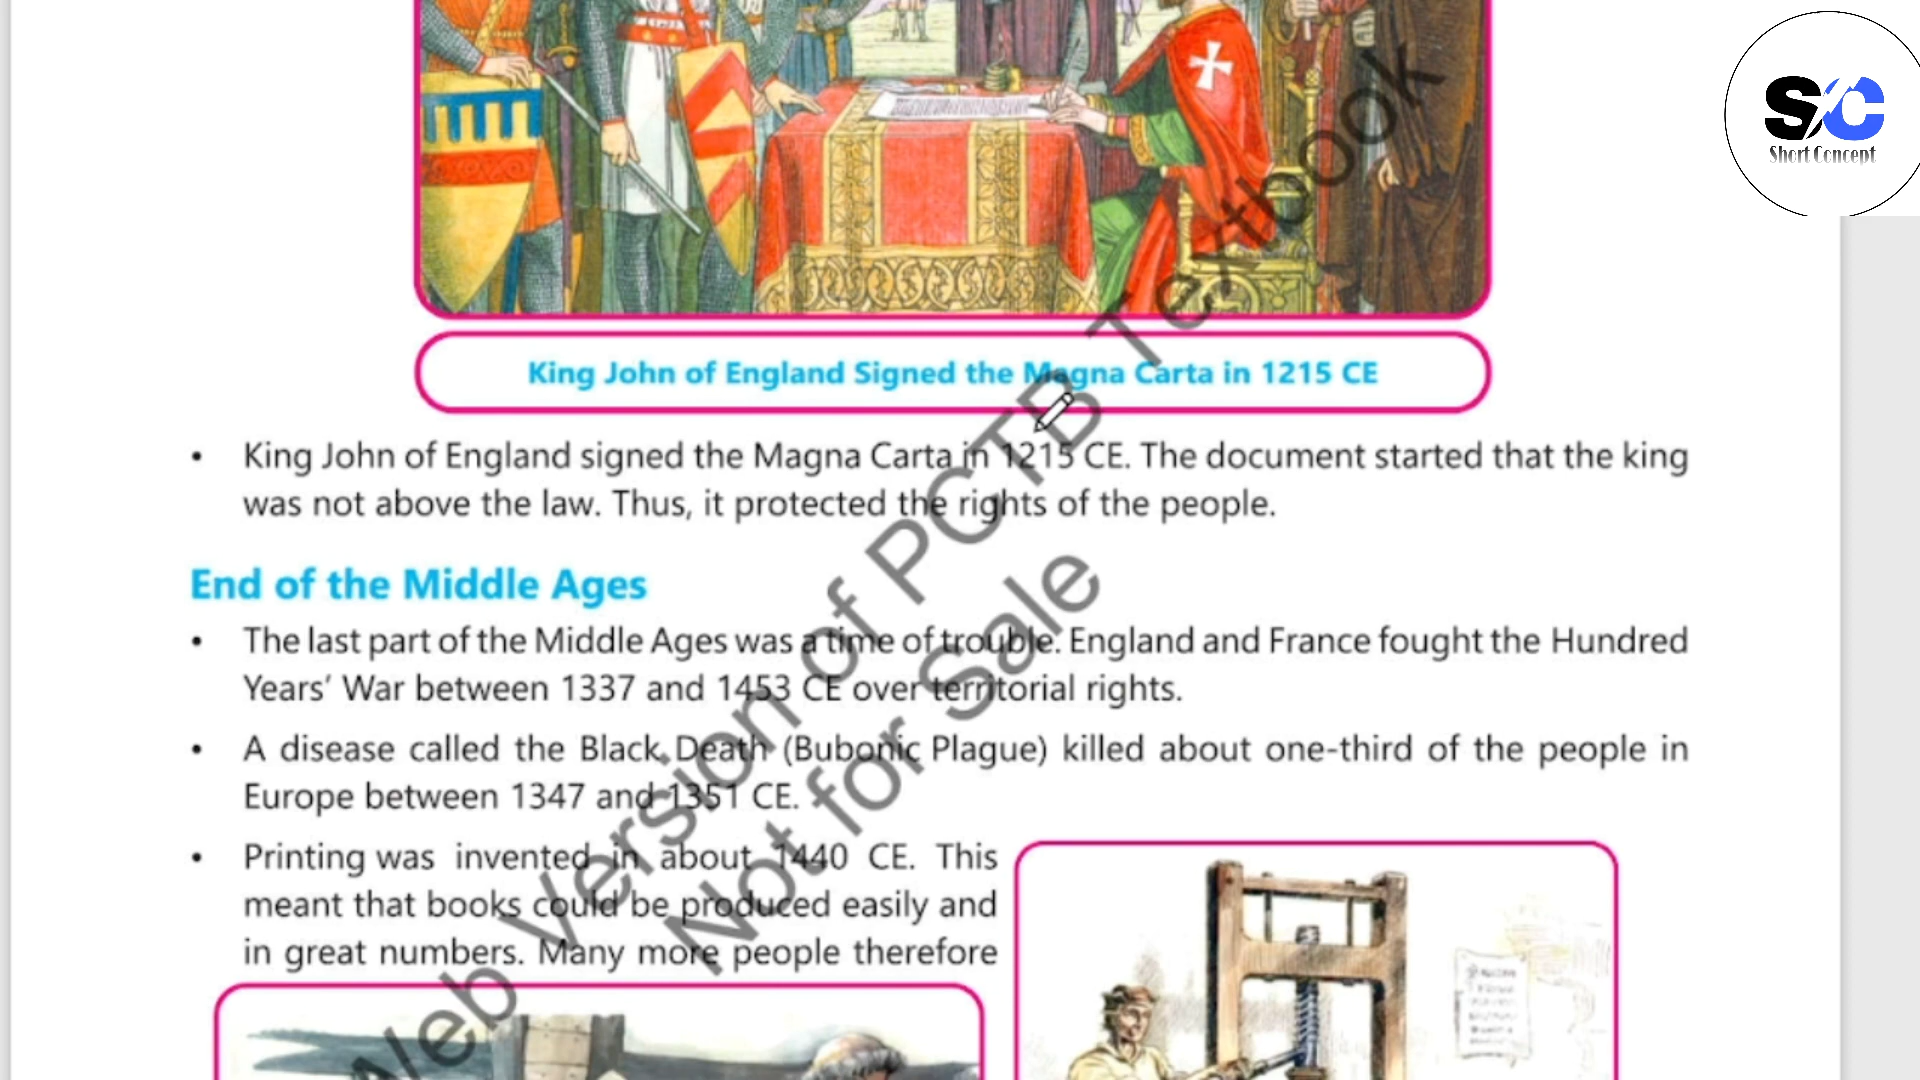 SC
Short Concept
King John of England Signed the Magna Carta in 1215 CE
• King John of England signed the Magna Carta in 1215 CE. The document started that the king
was not above the law. Thus, it protected the rights of the people.
End of the Middle Ages
• The last part of the Middle Ages was a time of trouble. England and France fought the Hundred
Years’ War between 1337 and 1453 CE over territorial rights.
• A disease called the Black Death (Bubonic Plague) killed about one-third of the people in
Europe between 1347 and 1351 CE.
• Printing was invented in about 1440 CE. This
meant that books could be produced easily and
in great numbers. Many more people therefore
Web Version of PCTB Textbook
Not for Sale